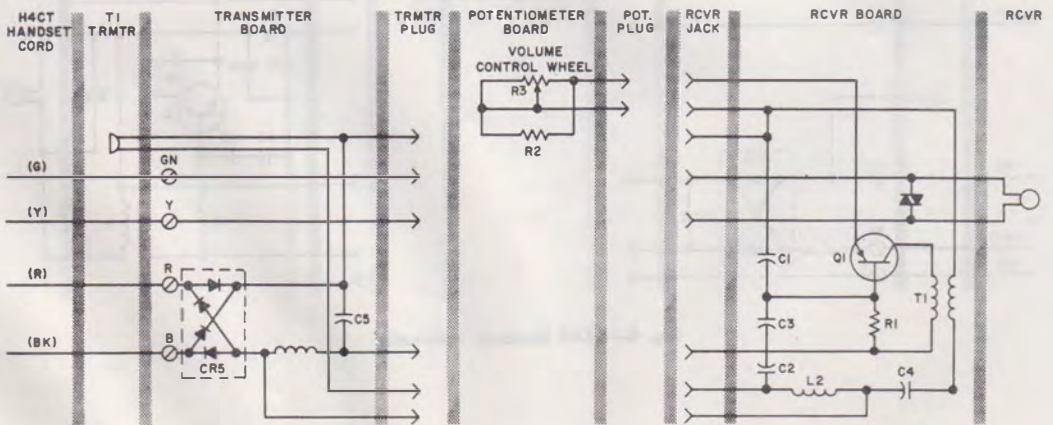 H4CT HANDSET CORD
T1 TRMTR
TRANSMITTER BOARD
TRMTR PLUG
POTENTIOMETER BOARD
POT. PLUG
RCVR JACK
RCVR BOARD
RCVR
VOLUME CONTROL WHEEL
R3
R2
(G)
GN
(Y)
Y
(R)
R
C5
(BK)
B
CR5
C1
Q1
T1
C3
R1
C2
L2
C4